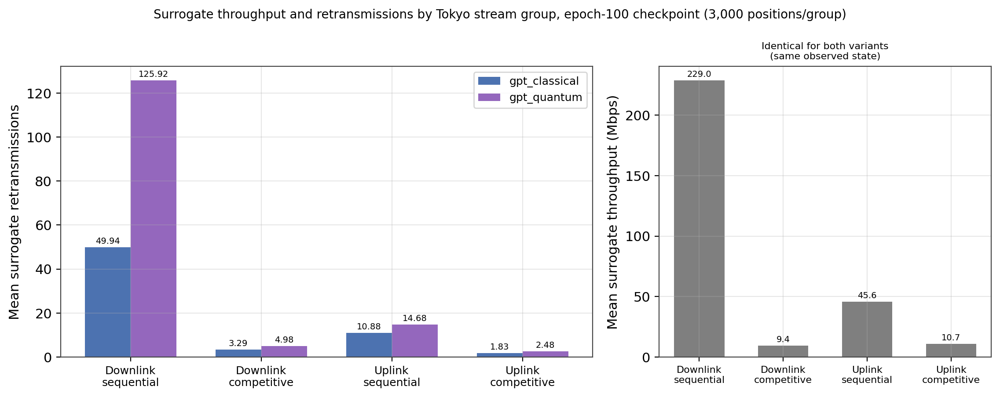 Surrogate throughput and retransmissions by Tokyo stream group, epoch-100 checkpoint (3,000 positions/group)
Mean surrogate retransmissions
120
100
80
60
40
20
0
125.92
49.94
3.29
4.98
10.88
14.68
1.83
2.48
gpt_classical
gpt_quantum
Downlink
sequential
Downlink
competitive
Uplink
sequential
Uplink
competitive
Identical for both variants
(same observed state)
Mean surrogate throughput (Mbps)
200
150
100
50
0
229.0
9.4
45.6
10.7
Downlink
sequential
Downlink
competitive
Uplink
sequential
Uplink
competitive